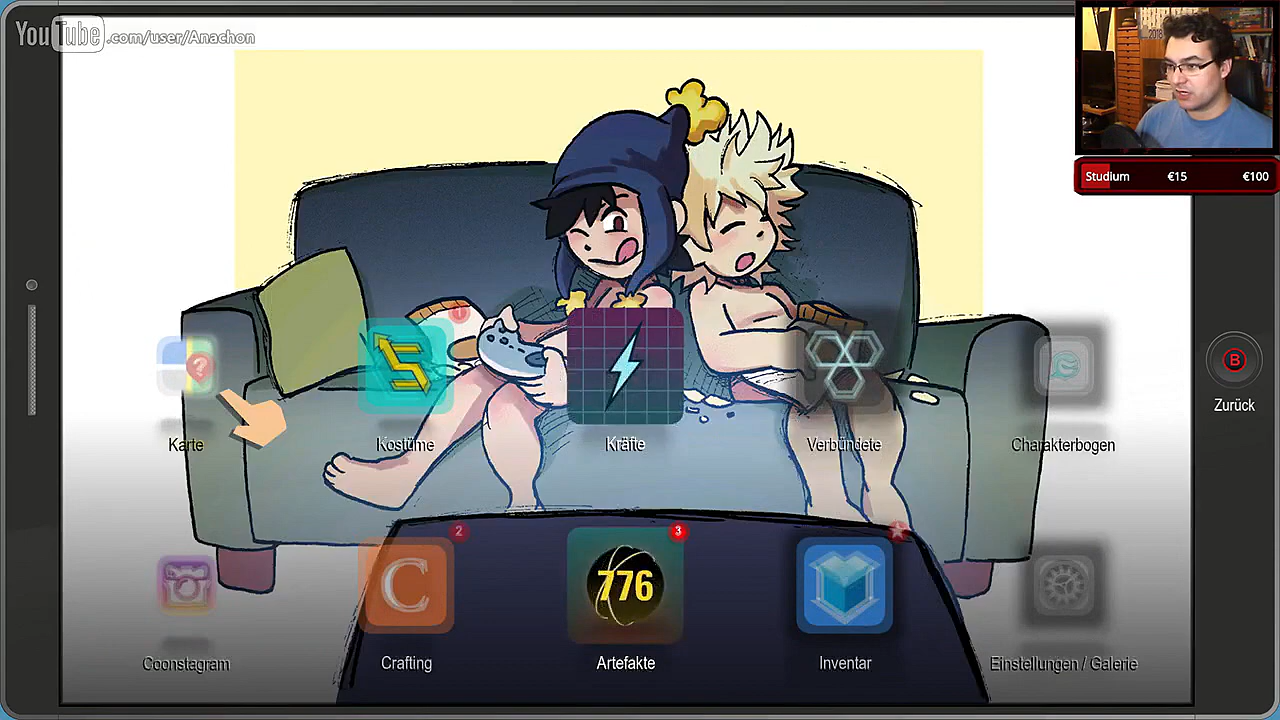 YouTube.com/user/Anachon
Studium €15 €100
Karte
Kostüme
Kräfte
Verbündete
Charakterbogen
B
Zurück
2
3
C
776
Coonstagram
Crafting
Artefakte
Inventar
Einstellungen / Galerie